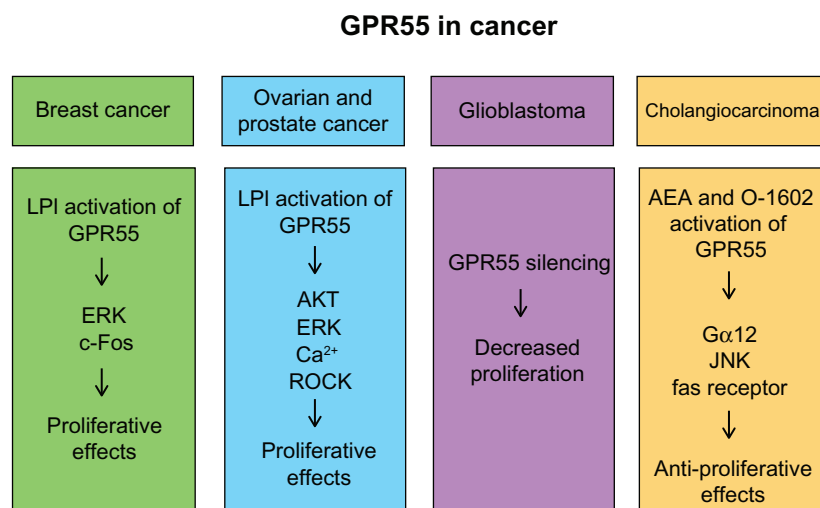 GPR55 in cancer
Breast cancer
Ovarian and
prostate cancer
Glioblastoma
Cholangiocarcinoma
LPI activation of
GPR55
ERK
c-Fos
Proliferative
effects
LPI activation of
GPR55
AKT
ERK
Ca²⁺
ROCK
Proliferative
effects
GPR55 silencing
Decreased
proliferation
AEA and O-1602
activation of
GPR55
Gα12
JNK
fas receptor
Anti-proliferative
effects